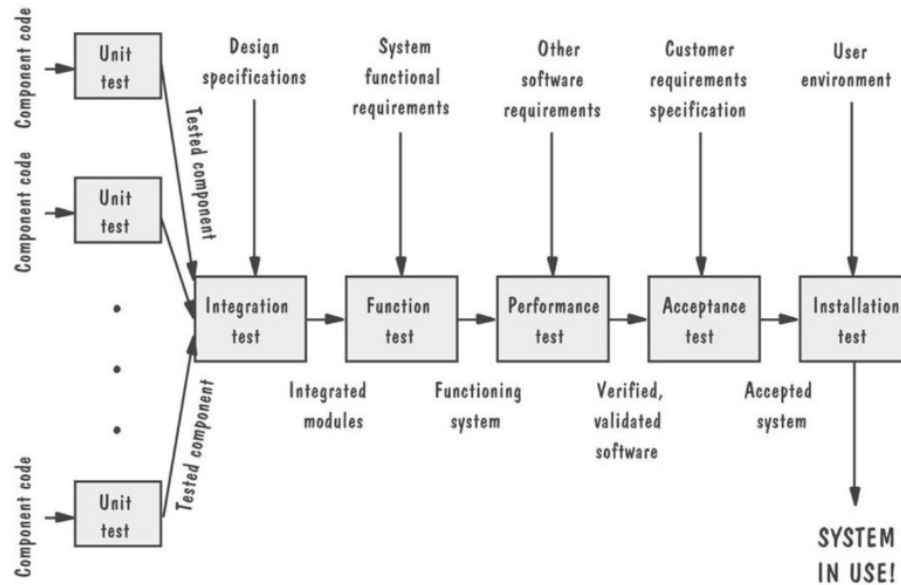 Component code
Unit
test
Component code
Unit
test
Component code
Unit
test
Tested component
Tested component
Design
specifications
System
functional
requirements
Other
software
requirements
Customer
requirements
specification
User
environment
Integration
test
Function
test
Performance
test
Acceptance
test
Installation
test
Integrated
modules
Functioning
system
Verified,
validated
software
Accepted
system
SYSTEM
IN USE!